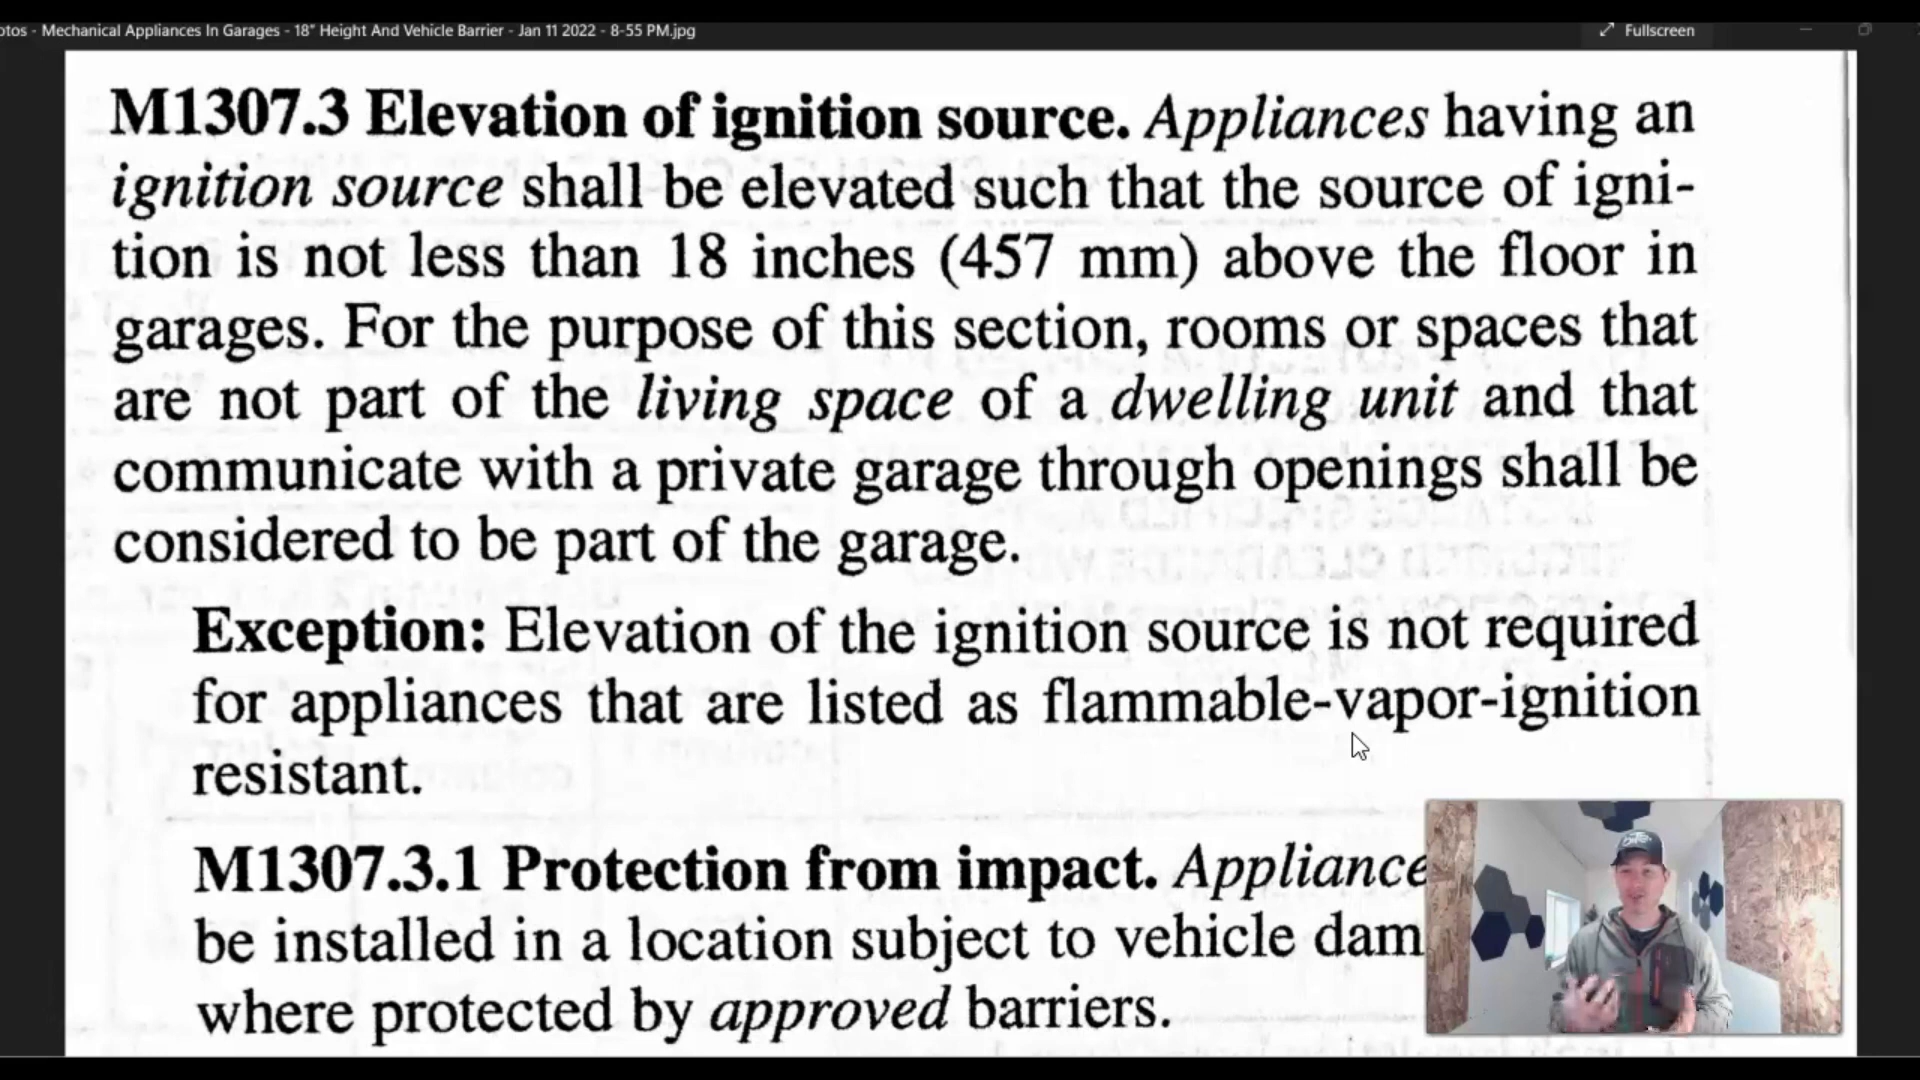 otos - Mechanical Appliances In Garages - 18" Height And Vehicle Barrier - Jan 11 2022 - 8-55 PM.jpg
Fullscreen
M1307.3 Elevation of ignition source. Appliances having an
ignition source shall be elevated such that the source of igni-
tion is not less than 18 inches (457 mm) above the floor in
garages. For the purpose of this section, rooms or spaces that
are not part of the living space of a dwelling unit and that
communicate with a private garage through openings shall be
considered to be part of the garage.
Exception: Elevation of the ignition source is not required
for appliances that are listed as flammable-vapor-ignition
resistant.
M1307.3.1 Protection from impact. Appliance
be installed in a location subject to vehicle dam
where protected by approved barriers.